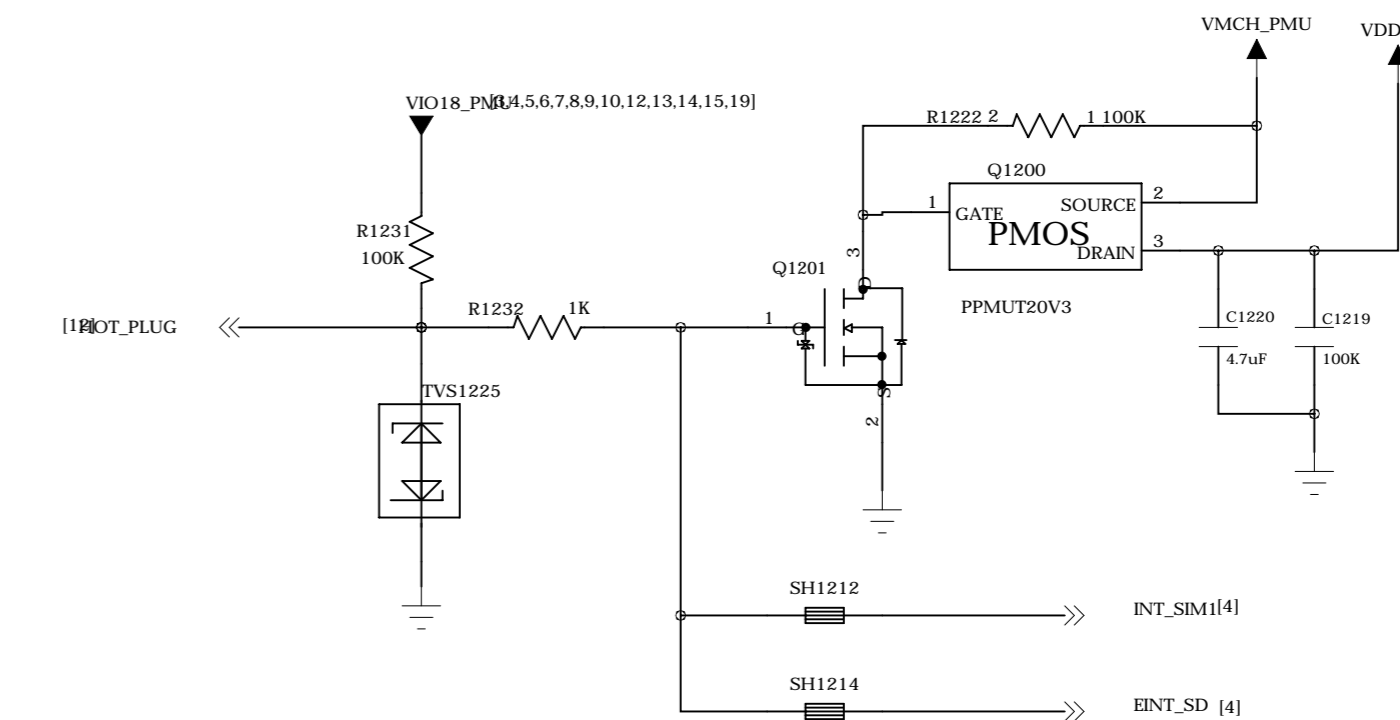 VMCH_PMU
VDD
VIO18_PMU
,4,5,6,7,8,9,10,12,13,14,15,19]
R1222 2
1 100K
Q1200
1
GATE
SOURCE
2
PMOS
DRAIN
3
PPMUT20V3
R1231
100K
3
Q1201
D
R1232
1K
1
G
S
2
HOT_PLUG
TVS1225
C1220
4.7uF
C1219
100K
SH1212
INT_SIM1[4]
SH1214
EINT_SD [4]